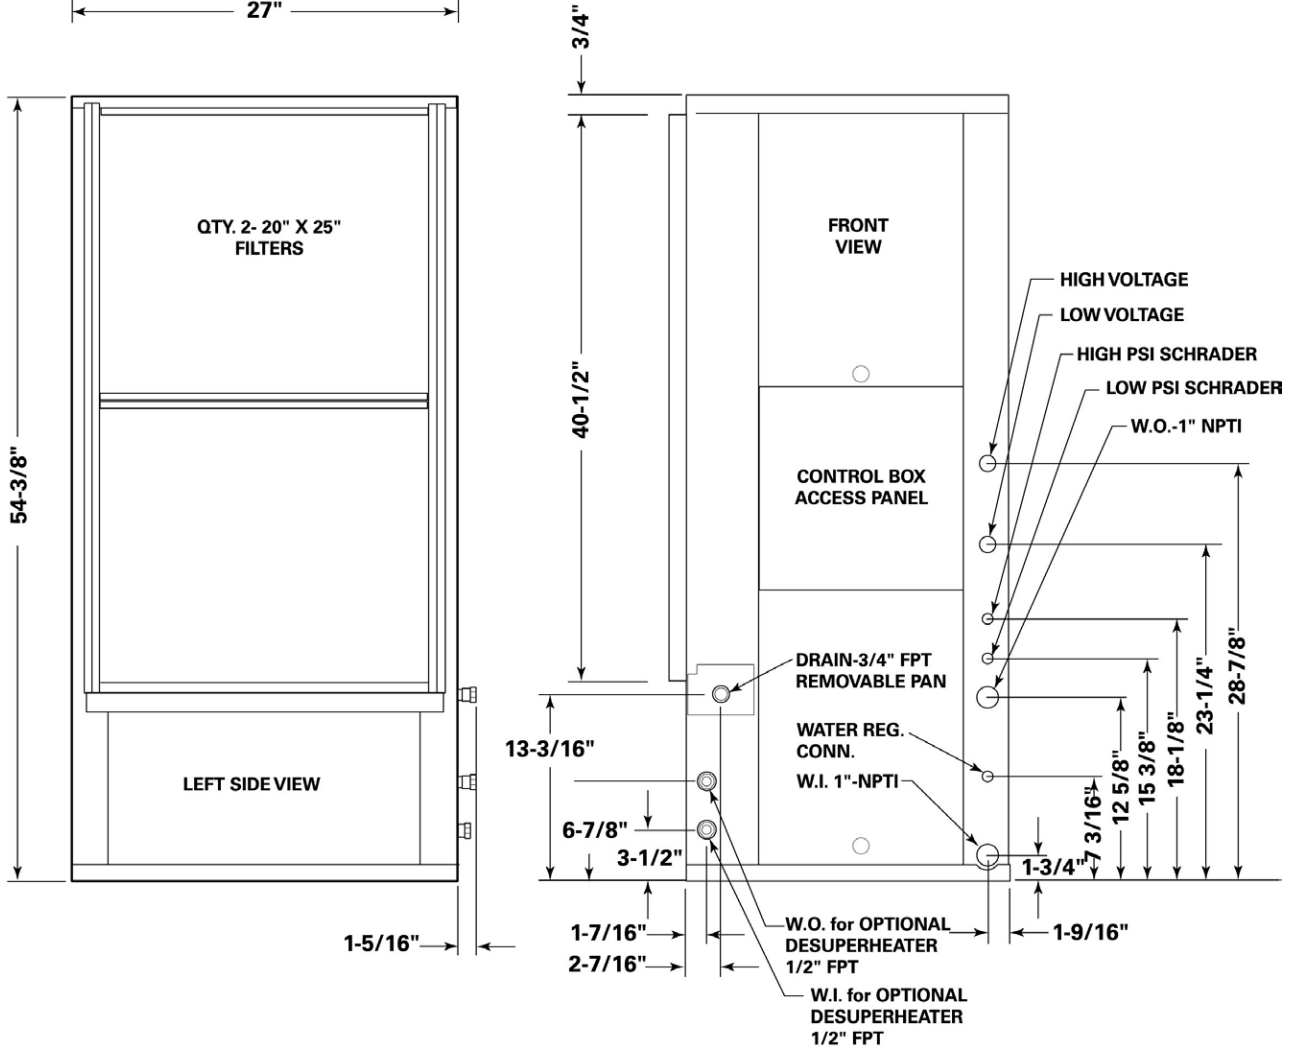 27"
3/4"
QTY. 2- 20" X 25"
FILTERS
FRONT
VIEW
HIGH VOLTAGE
LOW VOLTAGE
HIGH PSI SCHRADER
LOW PSI SCHRADER
W.O.-1" NPTI
40-1/2"
54-3/8"
CONTROL BOX
ACCESS PANEL
DRAIN-3/4" FPT
REMOVABLE PAN
28-7/8"
23-1/4"
18-1/8"
15 3/8"
12 5/8"
7 3/16"
13-3/16"
WATER REG.
CONN.
W.I. 1"-NPTI
LEFT SIDE VIEW
6-7/8"
3-1/2"
1-3/4"
1-5/16"
1-7/16"
2-7/16"
W.O. for OPTIONAL
DESUPERHEATER
1/2" FPT
1-9/16"
W.I. for OPTIONAL
DESUPERHEATER
1/2" FPT